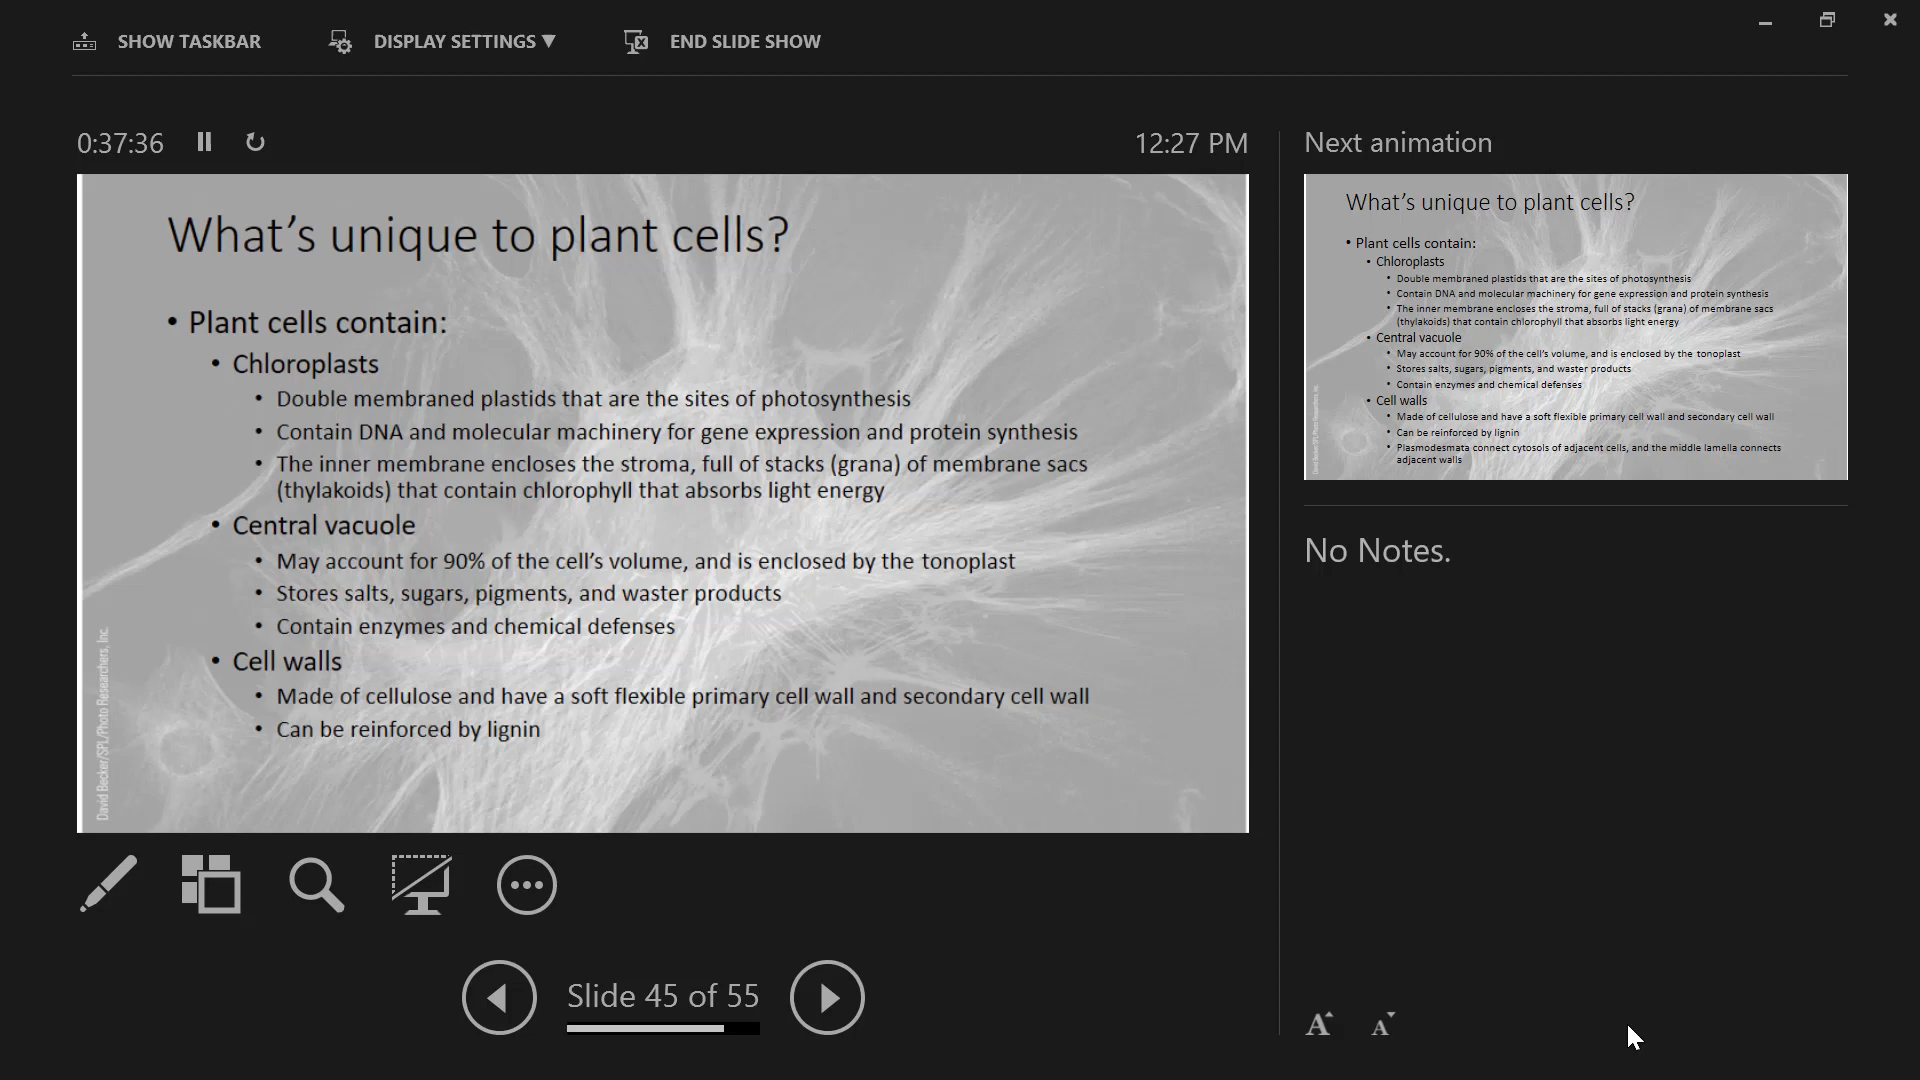 SHOW TASKBAR
DISPLAY SETTINGS ▼
END SLIDE SHOW
0:37:36
12:27 PM
What's unique to plant cells?
• Plant cells contain:
• Chloroplasts
• Double membraned plastids that are the sites of photosynthesis
• Contain DNA and molecular machinery for gene expression and protein synthesis
• The inner membrane encloses the stroma, full of stacks (grana) of membrane sacs
(thylakoids) that contain chlorophyll that absorbs light energy
• Central vacuole
• May account for 90% of the cell's volume, and is enclosed by the tonoplast
• Stores salts, sugars, pigments, and waster products
• Contain enzymes and chemical defenses
• Cell walls
• Made of cellulose and have a soft flexible primary cell wall and secondary cell wall
• Can be reinforced by lignin
David Becker/SPL/Photo Researchers, Inc.
Slide 45 of 55
Next animation
What's unique to plant cells?
• Plant cells contain:
• Chloroplasts
• Double membraned plastids that are the sites of photosynthesis
• Contain DNA and molecular machinery for gene expression and protein synthesis
• The inner membrane encloses the stroma, full of stacks (grana) of membrane sacs
(thylakoids) that contain chlorophyll that absorbs light energy
• Central vacuole
• May account for 90% of the cell's volume, and is enclosed by the tonoplast
• Stores salts, sugars, pigments, and waster products
• Contain enzymes and chemical defenses
• Cell walls
• Made of cellulose and have a soft flexible primary cell wall and secondary cell wall
• Can be reinforced by lignin
• Plasmodesmata connect cytosols of adjacent cells, and the middle lamella connects
adjacent walls
David Becker/SPL/Photo Researchers, Inc.
No Notes.
A A